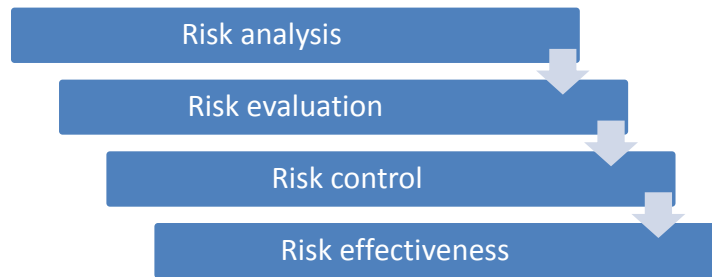 Risk analysis
Risk evaluation
Risk control
Risk effectiveness